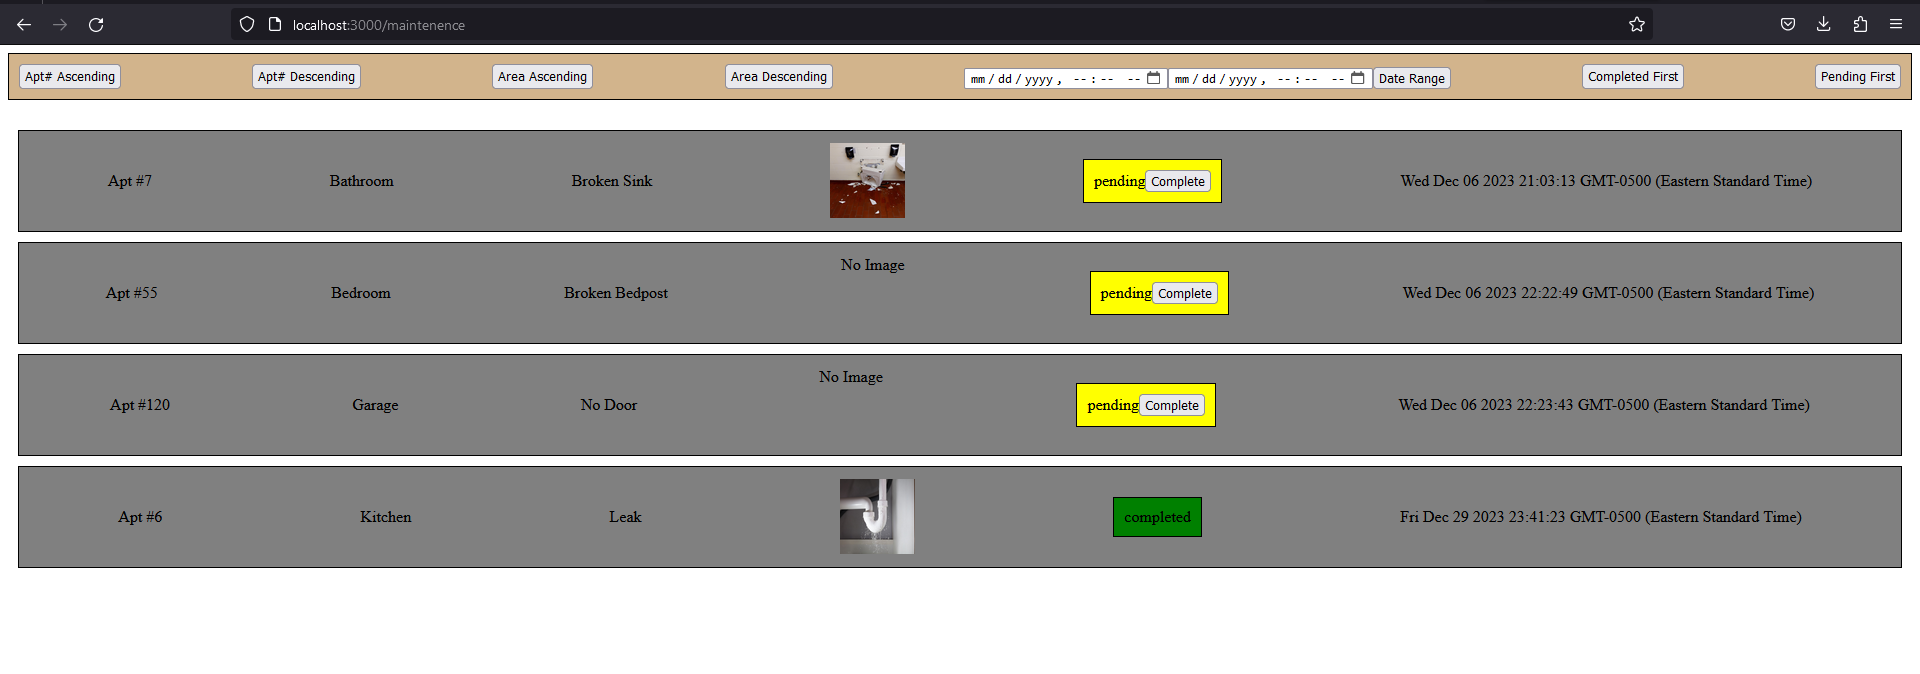 localhost:3000/maintenence
Apt# Ascending Apt# Descending Area Ascending Area Descending mm/dd/yyyy, --:-- -- mm/dd/yyyy, --:-- -- Date Range Completed First Pending First
Apt #7 Bathroom Broken Sink pending Complete Wed Dec 06 2023 21:03:13 GMT-0500 (Eastern Standard Time)
Apt #55 Bedroom Broken Bedpost No Image pending Complete Wed Dec 06 2023 22:22:49 GMT-0500 (Eastern Standard Time)
Apt #120 Garage No Door No Image pending Complete Wed Dec 06 2023 22:23:43 GMT-0500 (Eastern Standard Time)
Apt #6 Kitchen Leak completed Fri Dec 29 2023 23:41:23 GMT-0500 (Eastern Standard Time)